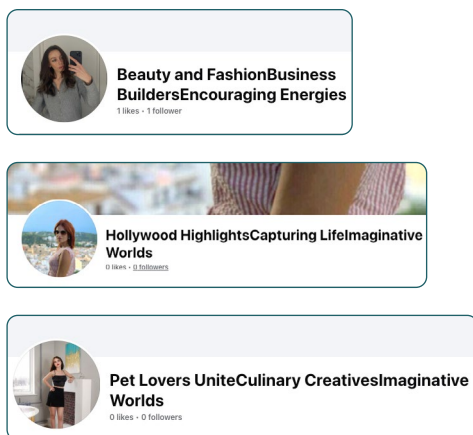 Beauty and FashionBusiness
BuildersEncouraging Energies
1 likes • 1 follower
Hollywood HighlightsCapturing LifeImaginative
Worlds
0 likes • 0 followers
Pet Lovers UniteCulinary CreativesImaginative
Worlds
0 likes • 0 followers